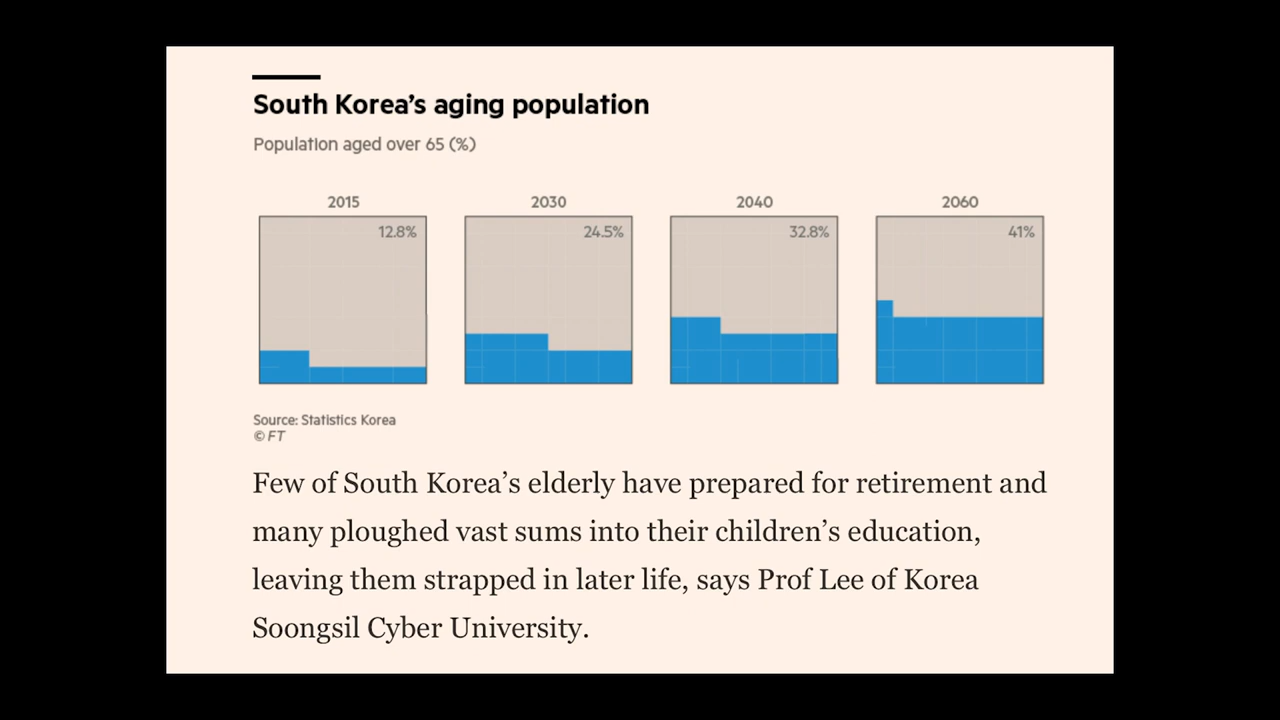 South Korea’s aging population
Population aged over 65 (%)
2015 2030 2040 2060
12.8% 24.5% 32.8% 41%
Source: Statistics Korea
© FT
Few of South Korea’s elderly have prepared for retirement and
many ploughed vast sums into their children’s education,
leaving them strapped in later life, says Prof Lee of Korea
Soongsil Cyber University.